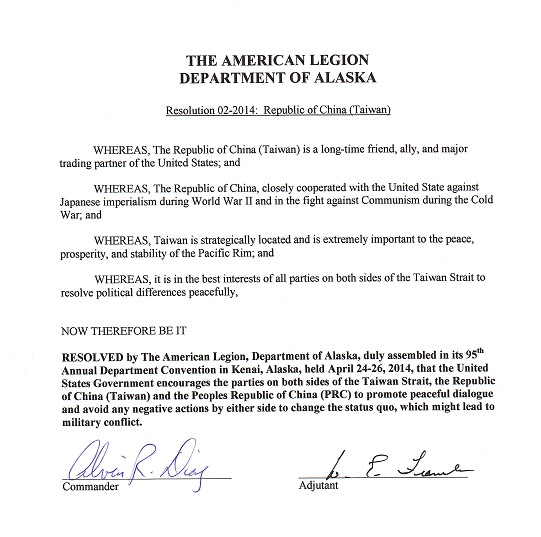 THE AMERICAN LEGION
DEPARTMENT OF ALASKA
Resolution 02-2014: Republic of China (Taiwan)
WHEREAS, The Republic of China (Taiwan) is a long-time friend, ally, and major
trading partner of the United States; and
WHEREAS, The Republic of China, closely cooperated with the United State against
Japanese imperialism during World War II and in the fight against Communism during the Cold
War; and
WHEREAS, Taiwan is strategically located and is extremely important to the peace,
prosperity, and stability of the Pacific Rim; and
WHEREAS, it is in the best interests of all parties on both sides of the Taiwan Strait to
resolve political differences peacefully,
NOW THEREFORE BE IT
RESOLVED by The American Legion, Department of Alaska, duly assembled in its 95th
Annual Department Convention in Kenai, Alaska, held April 24-26, 2014, that the United
States Government encourages the parties on both sides of the Taiwan Strait, the Republic
of China (Taiwan) and the Peoples Republic of China (PRC) to promote peaceful dialogue
and avoid any negative actions by either side to change the status quo, which might lead to
military conflict.
Alvin R. Diaz
Commander
Adjutant